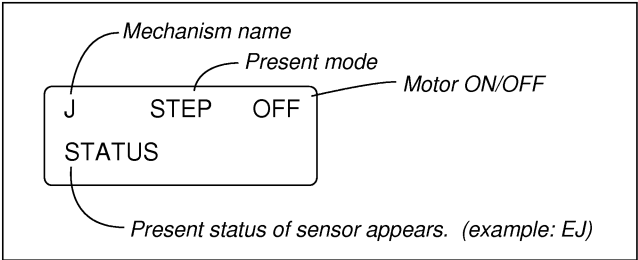 Mechanism name
Present mode
Motor ON/OFF
J STEP OFF
STATUS
Present status of sensor appears. (example: EJ)